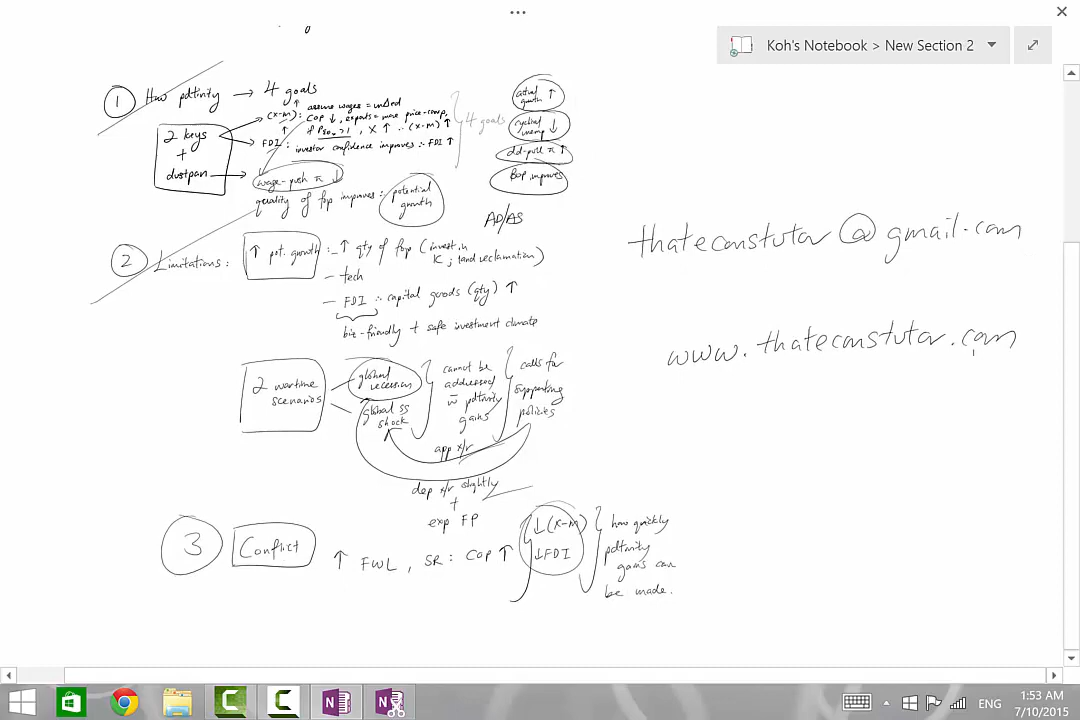 Koh's Notebook > New Section 2
① How pdtivity → 4 goals
2 keys
+
dustpan
(x-m): assume wages = unΔed
COP ↓, exports = more price-comp,
if PEDx>1, X ↑ ∴ (x-m) ↑
FDI: investor confidence improves ∴ FDI ↑
wage-push π ↓
quality of fop improves: potential growth
4 goals
actual growth ↑
cyclical unemp ↓
dd-pull π ↑
BOP improves
AD/AS
② Limitations:
↑ pot. growth: - ↑ qty of fop (invest in
K; land reclamation)
- tech
- FDI ∴ capital goods (qty) ↑
biz-friendly + safe investment climate
2 wartime
scenarios
global
recession
global ss
shock
cannot be
addressed
w̄ pdtivity
gains
calls for
supporting
policies
app x/r
dep x/r slightly
+
exp FP
③ Conflict
↑ FWL, SR: COP ↑
↓(x-m)
↓FDI
how quickly
pdtivity
gains can
be made.
thateconstutor@gmail.com
www.thateconstutor.com
ENG
1:53 AM
7/10/2015